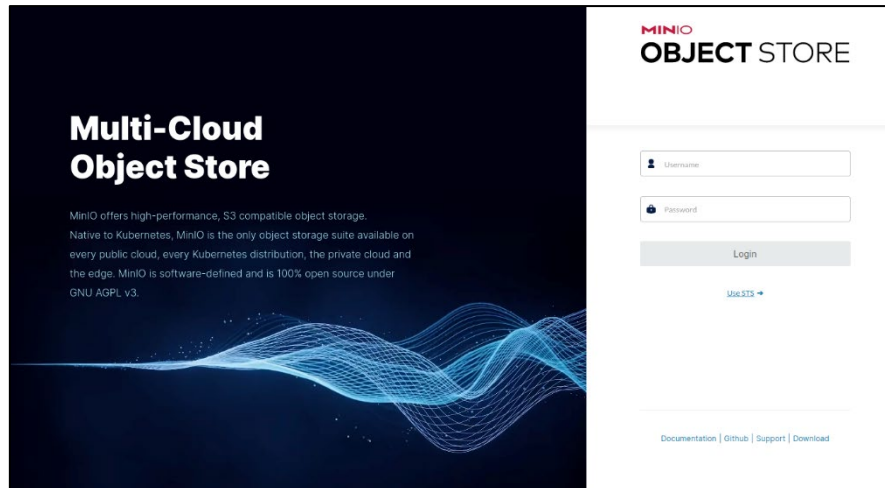 Multi-Cloud
Object Store
MinIO offers high-performance, S3 compatible object storage.
Native to Kubernetes, MinIO is the only object storage suite available on
every public cloud, every Kubernetes distribution, the private cloud and
the edge. MinIO is software-defined and is 100% open source under
GNU AGPL v3.
MINIO
OBJECT STORE
Username
Password
Login
Use STS ➔
Documentation | Github | Support | Download